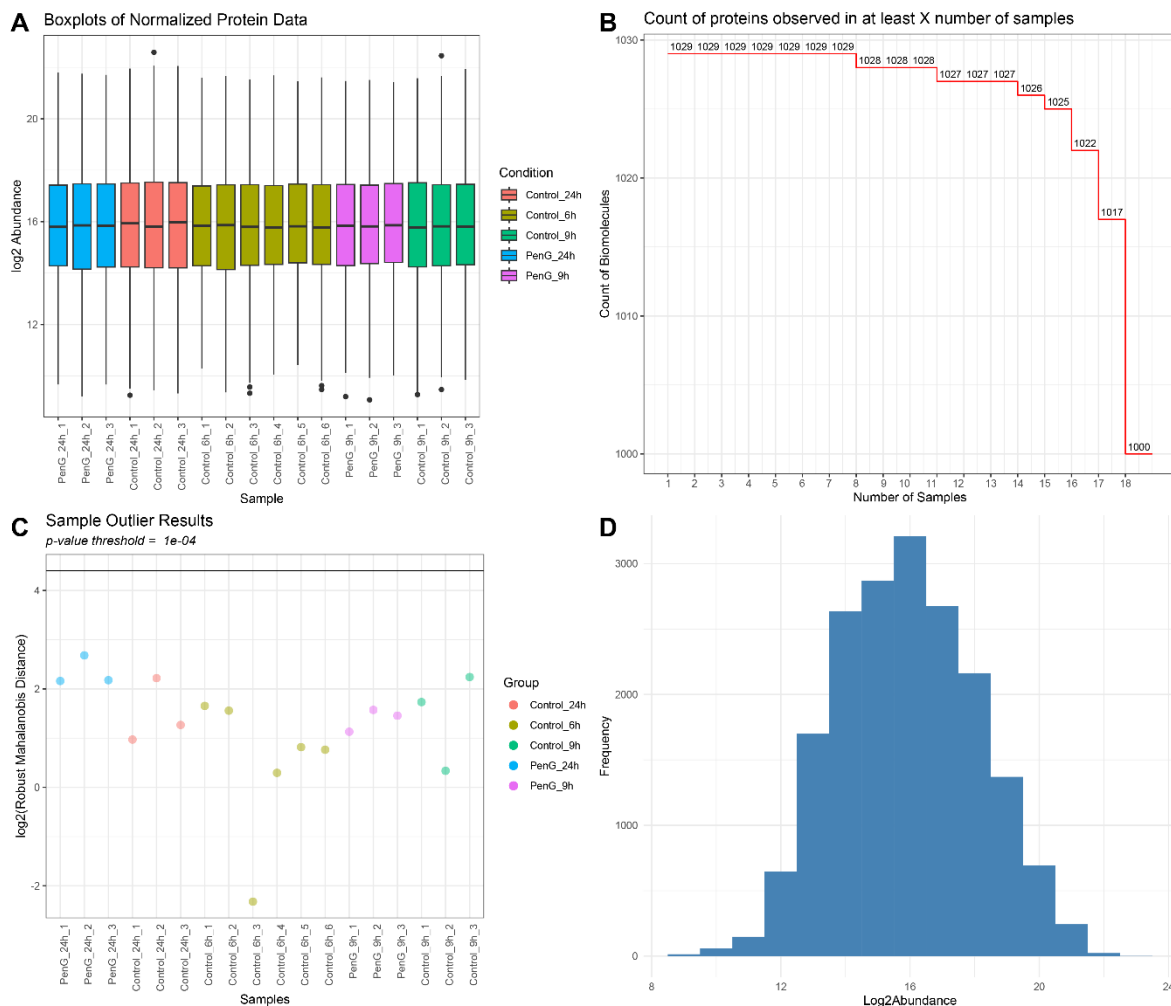 A
Boxplots of Normalized Protein Data
20
16
12
log2 Abundance
PenG_24h_1
PenG_24h_2
PenG_24h_3
Control_24h_1
Control_24h_2
Control_24h_3
Control_6h_1
Control_6h_2
Control_6h_3
Control_6h_4
Control_6h_5
Control_6h_6
PenG_9h_1
PenG_9h_2
PenG_9h_3
Control_9h_1
Control_9h_2
Control_9h_3
Sample
Condition
Control_24h
Control_6h
Control_9h
PenG_24h
PenG_9h
B
Count of proteins observed in at least X number of samples
1030
1020
1010
1000
Count of Biomolecules
1029 1029 1029 1029 1029 1029 1029
1028 1028 1028
1027 1027 1027
1026
1025
1022
1017
1000
1 2 3 4 5 6 7 8 9 10 11 12 13 14 15 16 17 18
Number of Samples
C
Sample Outlier Results
p-value threshold = 1e-04
4
2
0
-2
log2(Robust Mahalanobis Distance)
PenG_24h_1
PenG_24h_2
PenG_24h_3
Control_24h_1
Control_24h_2
Control_24h_3
Control_6h_1
Control_6h_2
Control_6h_3
Control_6h_4
Control_6h_5
Control_6h_6
PenG_9h_1
PenG_9h_2
PenG_9h_3
Control_9h_1
Control_9h_2
Control_9h_3
Samples
Group
Control_24h
Control_6h
Control_9h
PenG_24h
PenG_9h
D
3000
2000
1000
0
Frequency
8 12 16 20 24
Log2Abundance